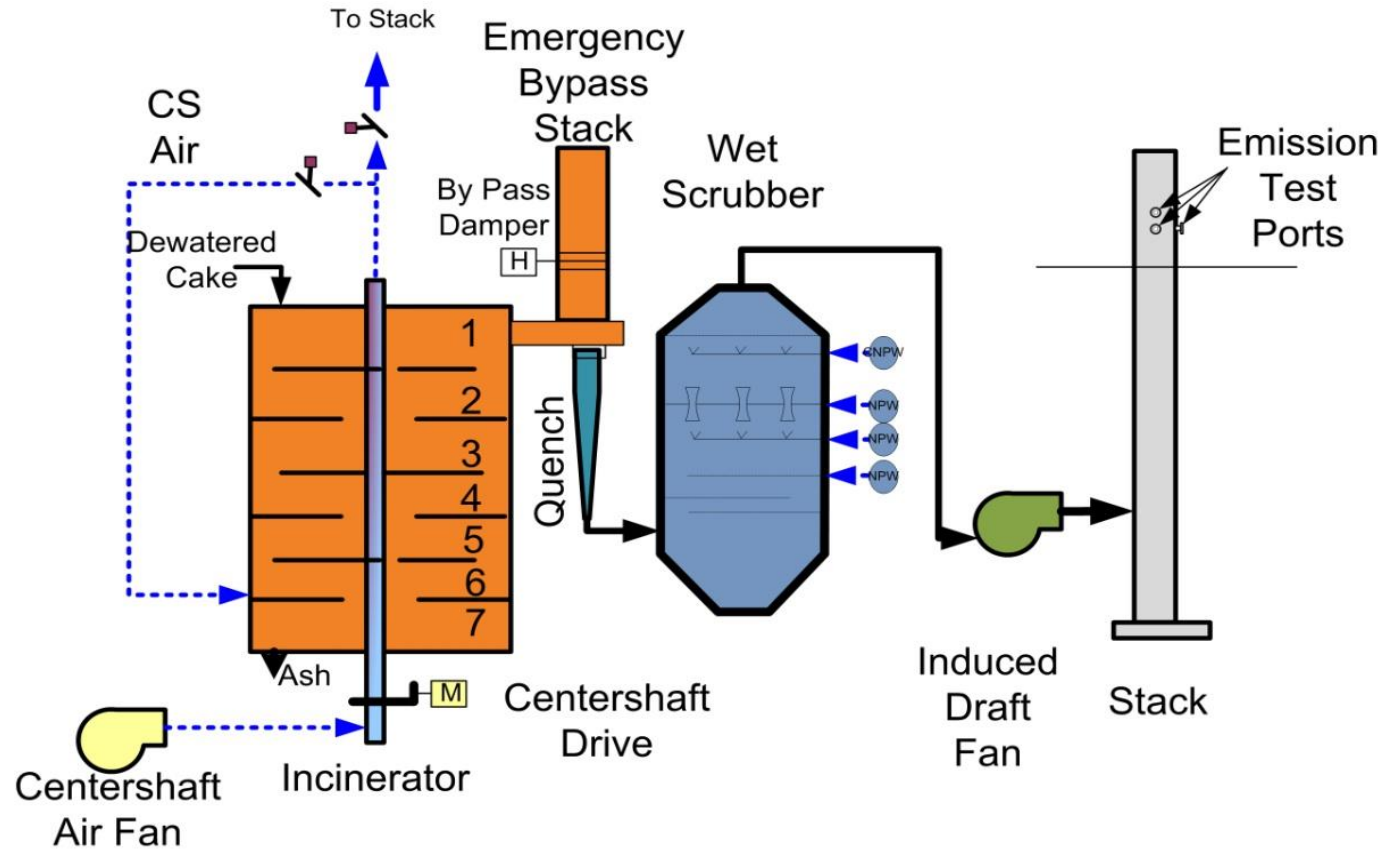 To Stack
Emergency
Bypass
Stack
CS
Air
Wet
Scrubber
Emission
Test
Ports
By Pass
Damper
H
Dewatered
Cake
1
2
3
4
5
6
7
Quench
CNPW
NPW
NPW
NPW
Ash
M
Centershaft
Drive
Induced
Draft
Fan
Stack
Incinerator
Centershaft
Air Fan